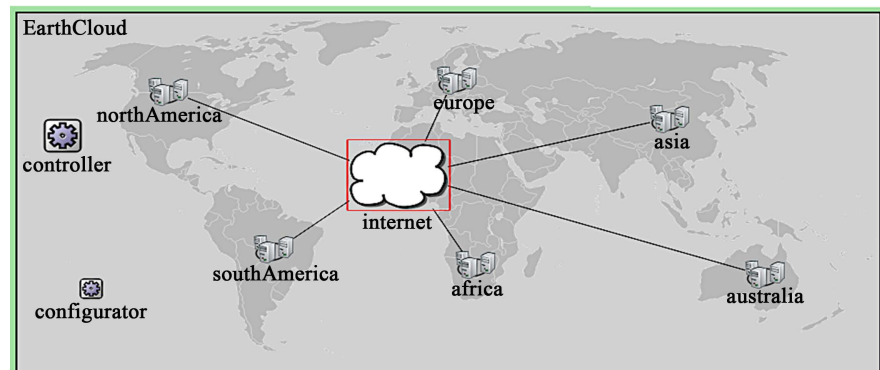 EarthCloud
northAmerica
europe
asia
controller
internet
southAmerica
africa
australia
configurator